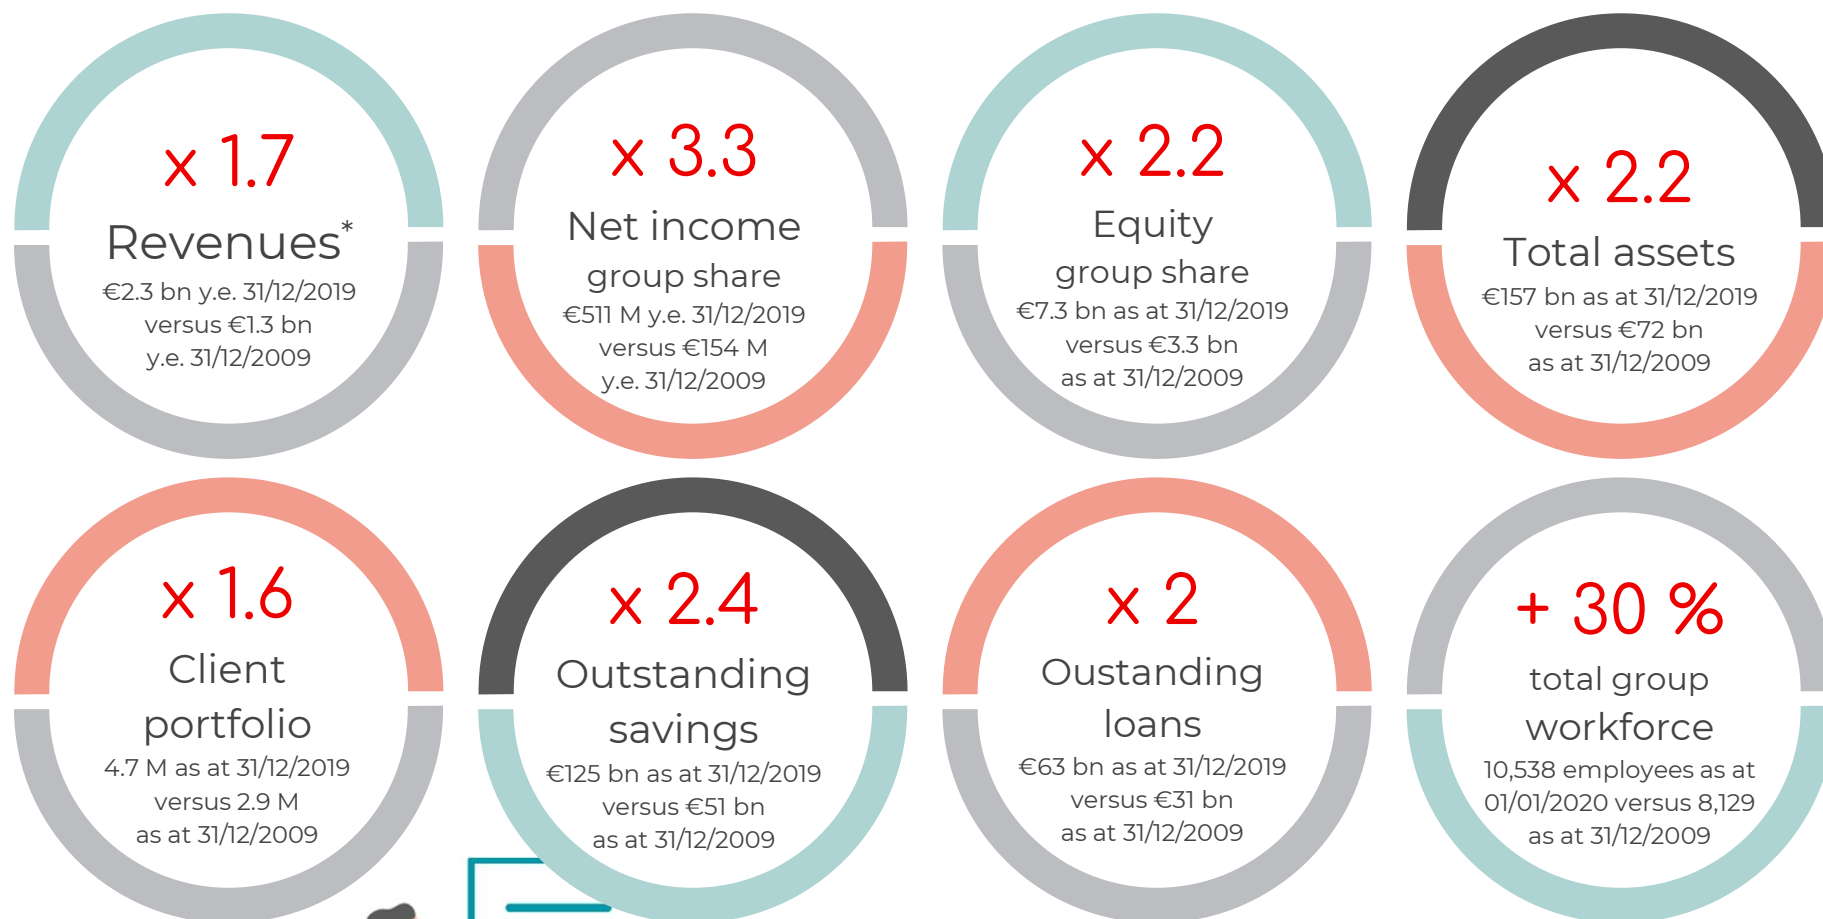 x 1.7
Revenues*
€2.3 bn y.e. 31/12/2019
versus €1.3 bn
y.e. 31/12/2009
x 3.3
Net income
group share
€511 M y.e. 31/12/2019
versus €154 M
y.e. 31/12/2009
x 2.2
Equity
group share
€7.3 bn as at 31/12/2019
versus €3.3 bn
as at 31/12/2009
x 2.2
Total assets
€157 bn as at 31/12/2019
versus €72 bn
as at 31/12/2009
x 1.6
Client
portfolio
4.7 M as at 31/12/2019
versus 2.9 M
as at 31/12/2009
x 2.4
Outstanding
savings
€125 bn as at 31/12/2019
versus €51 bn
as at 31/12/2009
x 2
Oustanding
loans
€63 bn as at 31/12/2019
versus €31 bn
as at 31/12/2009
+ 30 %
total group
workforce
10,538 employees as at
01/01/2020 versus 8,129
as at 31/12/2009